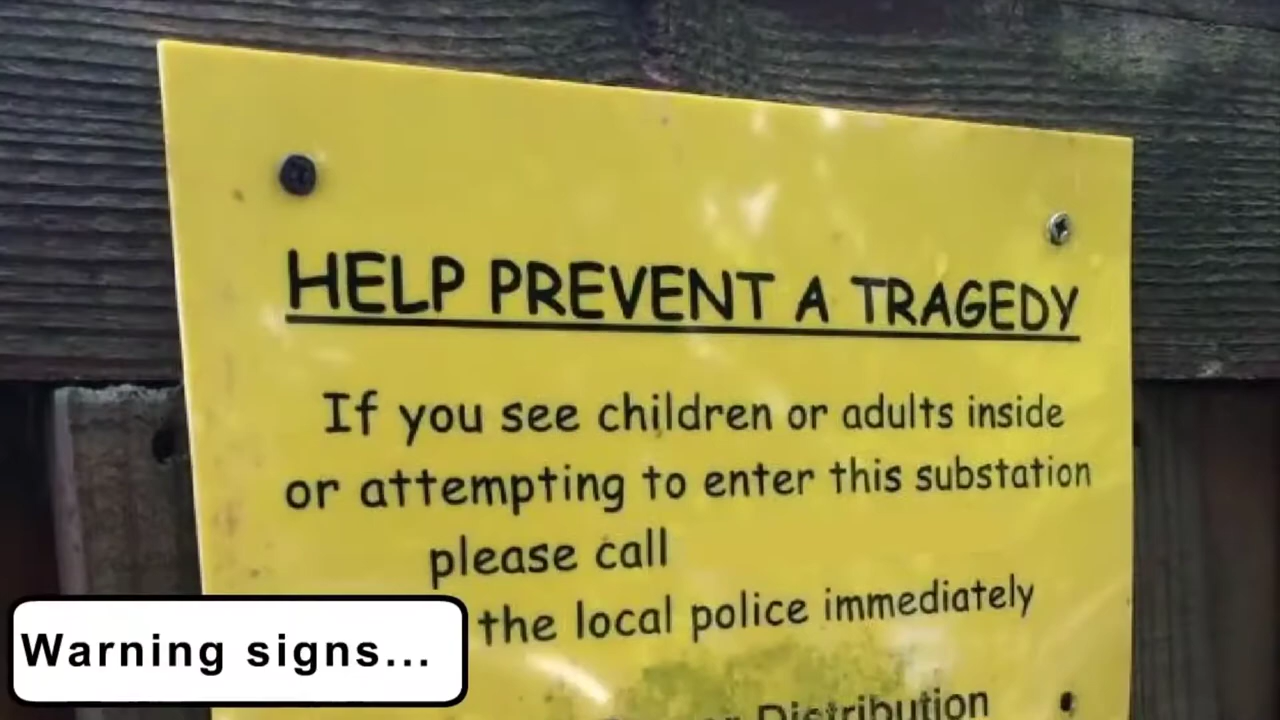 HELP PREVENT A TRAGEDY
If you see children or adults inside
or attempting to enter this substation
please call
the local police immediately
Distribution
Warning signs...